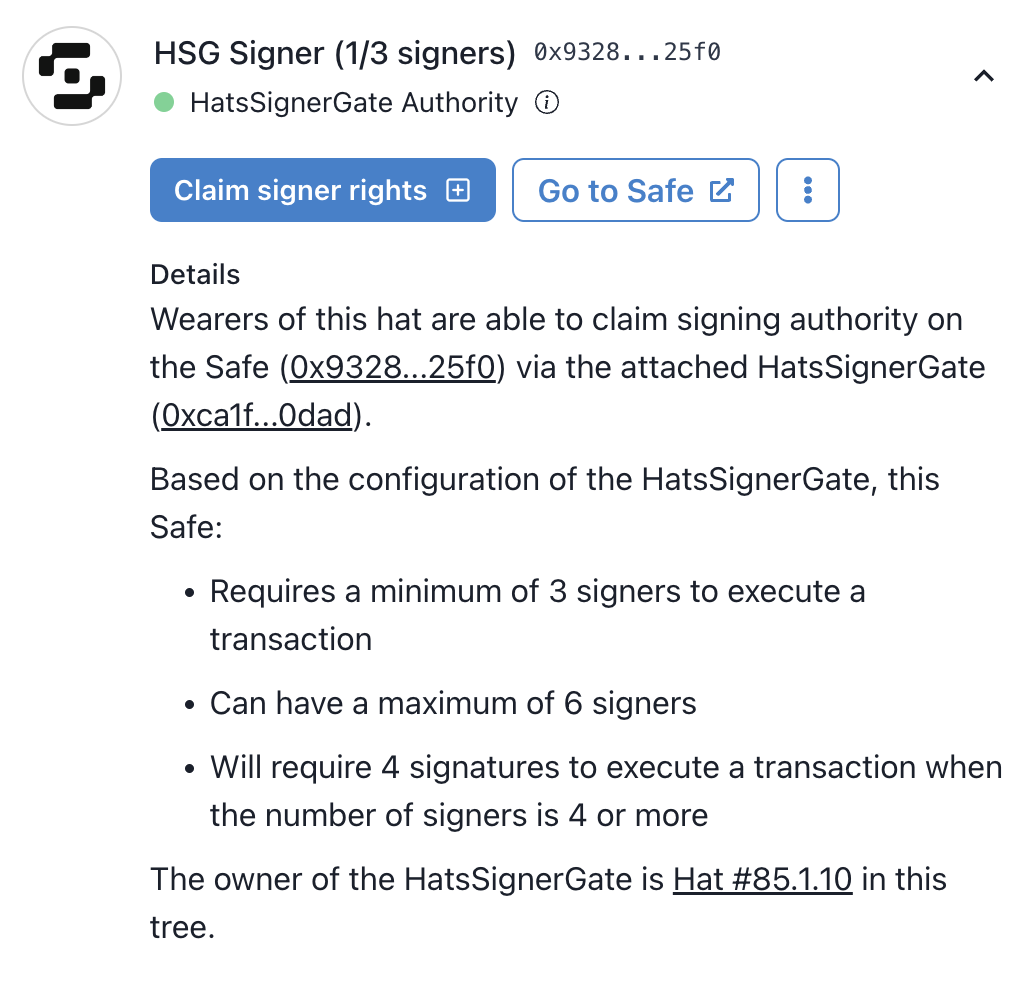 HSG Signer (1/3 signers) 0x9328...25f0
HatsSignerGate Authority
Claim signer rights
Go to Safe
Details
Wearers of this hat are able to claim signing authority on
the Safe (0x9328...25f0) via the attached HatsSignerGate
(0xca1f...0dad).
Based on the configuration of the HatsSignerGate, this
Safe:
• Requires a minimum of 3 signers to execute a
transaction
• Can have a maximum of 6 signers
• Will require 4 signatures to execute a transaction when
the number of signers is 4 or more
The owner of the HatsSignerGate is Hat #85.1.10 in this
tree.